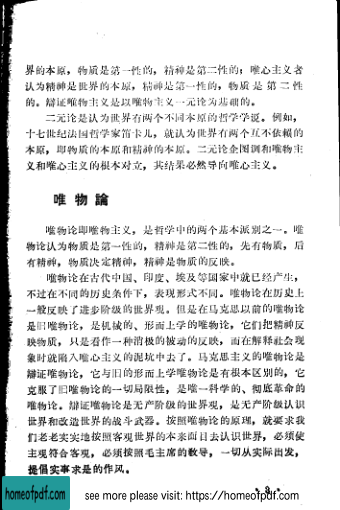 界的本原，物质是第一性的，精神是第二性的；唯心主义者
认为精神是世界的本原，精神是第一性的，物质是第二性
的。辩证唯物主义是以唯物主义一元论为基础的。
二元论是认为世界有两个不同本原的哲学学说。例如，
十七世纪法国哲学家笛卡儿，就认为世界有两个互不依赖的
本原，即物质的本原和精神的本原。二元论企图调和唯物主
义和唯心主义的根本对立，其结果必然导向唯心主义。
唯物論
唯物论即唯物主义，是哲学中的两个基本派别之一。唯
物论认为物质是第一性的，精神是第二性的，先有物质，后
有精神，物质决定精神，精神是物质的反映。
唯物论在古代中国、印度、埃及等国家中就已经产生，
不过在不同的历史条件下，表现形式不同。唯物论在历史上
一般反映了进步阶级的世界观。但是在马克思以前的唯物论
是旧唯物论，是机械的、形而上学的唯物论，它们把精神反
映物质，只是看作一种消极的被动的反映，而在解释社会现
象时就陷入唯心主义的泥坑中去了。马克思主义的唯物论是
辩证唯物论，它与旧的形而上学唯物论是有根本区别的，它
克服了旧唯物论的一切局限性，是唯一科学的、彻底革命的
唯物论。辩证唯物论是无产阶级的世界观，是无产阶级认识
世界和改造世界的战斗武器。按照唯物论的原理，就要求我
们老老实实地按照客观世界的本来面目去认识世界，必须使
主观符合客观，必须按照毛主席的教导，一切从实际出发，
提倡实事求是的作风。
homeofpdf.com
see more please visit: https://homeofpdf.com